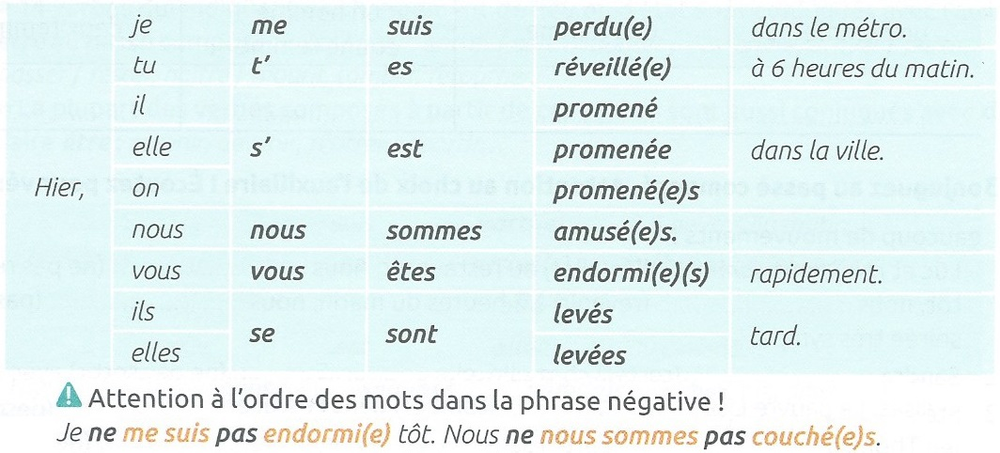 je me suis perdu(e) dans le métro.
tu t' es réveillé(e) à 6 heures du matin.
il promené
elle s' est promenée dans la ville.
Hier, on promené(e)s
nous nous sommes amusé(e)s.
vous vous êtes endormi(e)(s) rapidement.
ils levés
se sont tard.
elles levées
Attention à l'ordre des mots dans la phrase négative !
Je ne me suis pas endormi(e) tôt. Nous ne nous sommes pas couché(e)s.